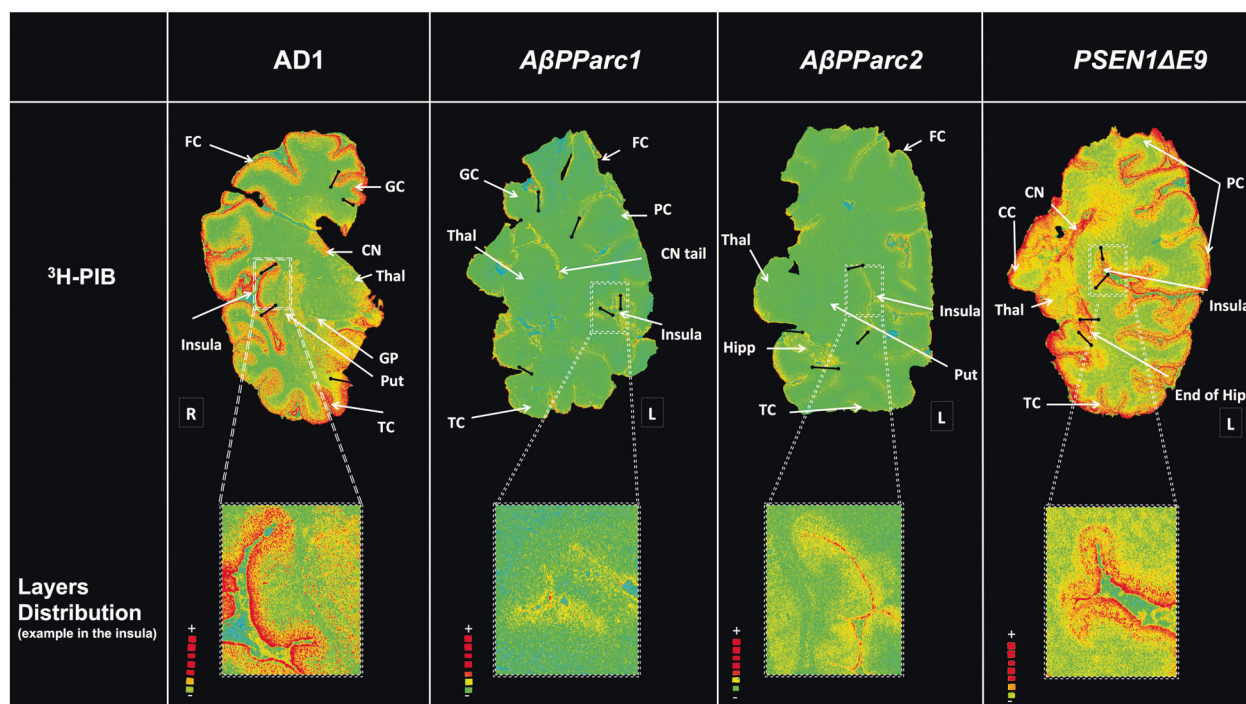 AD1
AβPParc1
AβPParc2
PSEN1ΔE9
³H-PIB
FC
GC
CN
Thal
Insula
GP
Put
TC
R
FC
GC
PC
Thal
CN tail
Insula
TC
L
FC
Thal
Insula
Hipp
Put
TC
L
PC
CN
CC
Insula
Thal
End of Hip
TC
L
Layers
Distribution
(example in the insula)
+
-
+
-
+
-
+
-